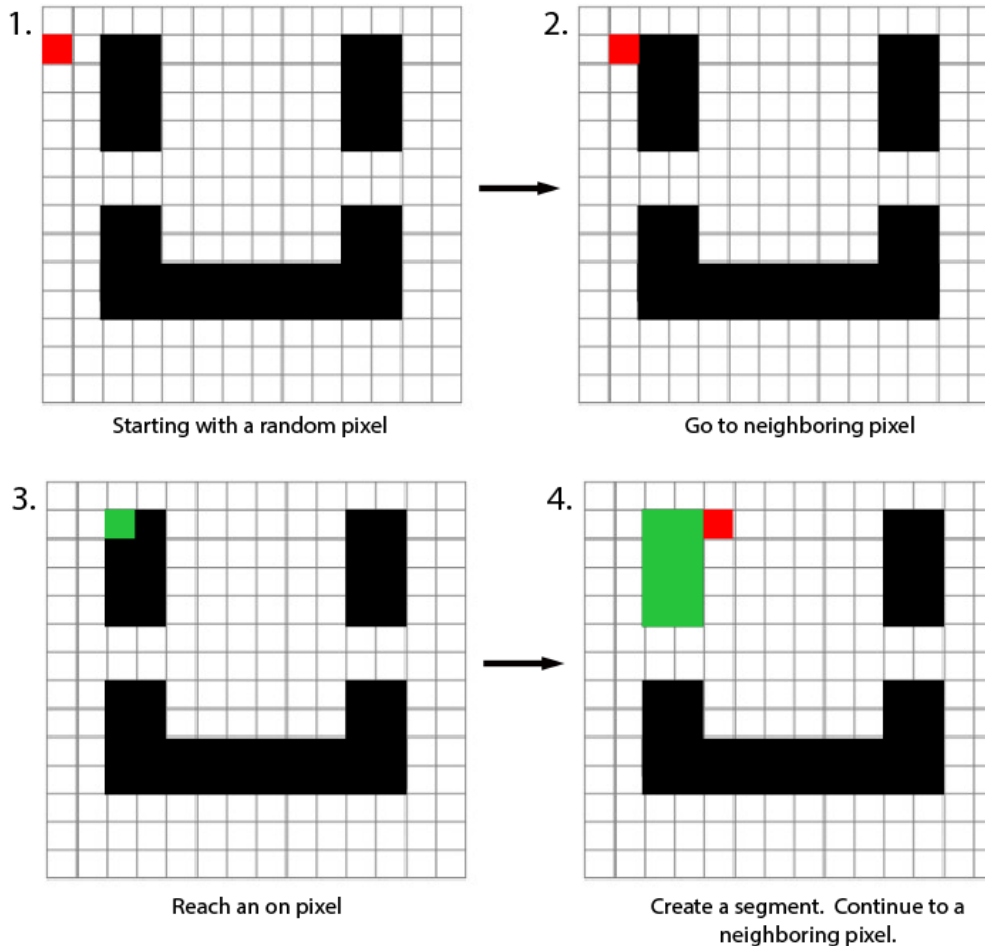 1.
2.
Starting with a random pixel
Go to neighboring pixel
3.
4.
Reach an on pixel
Create a segment.  Continue to a
neighboring pixel.